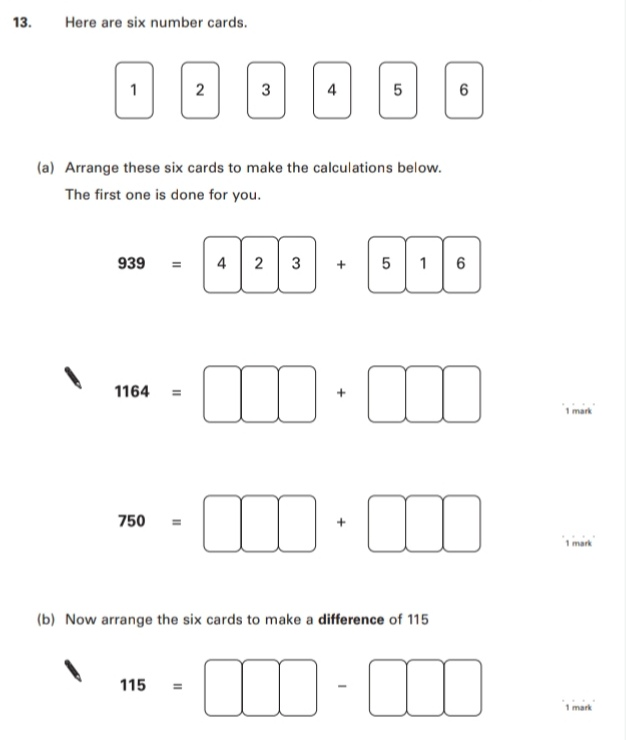 13. Here are six number cards.
1 2 3 4 5 6
(a) Arrange these six cards to make the calculations below.
The first one is done for you.
939 = 4 2 3 + 5 1 6
1164 = +
1 mark
750 = +
1 mark
(b) Now arrange the six cards to make a difference of 115
115 = –
1 mark